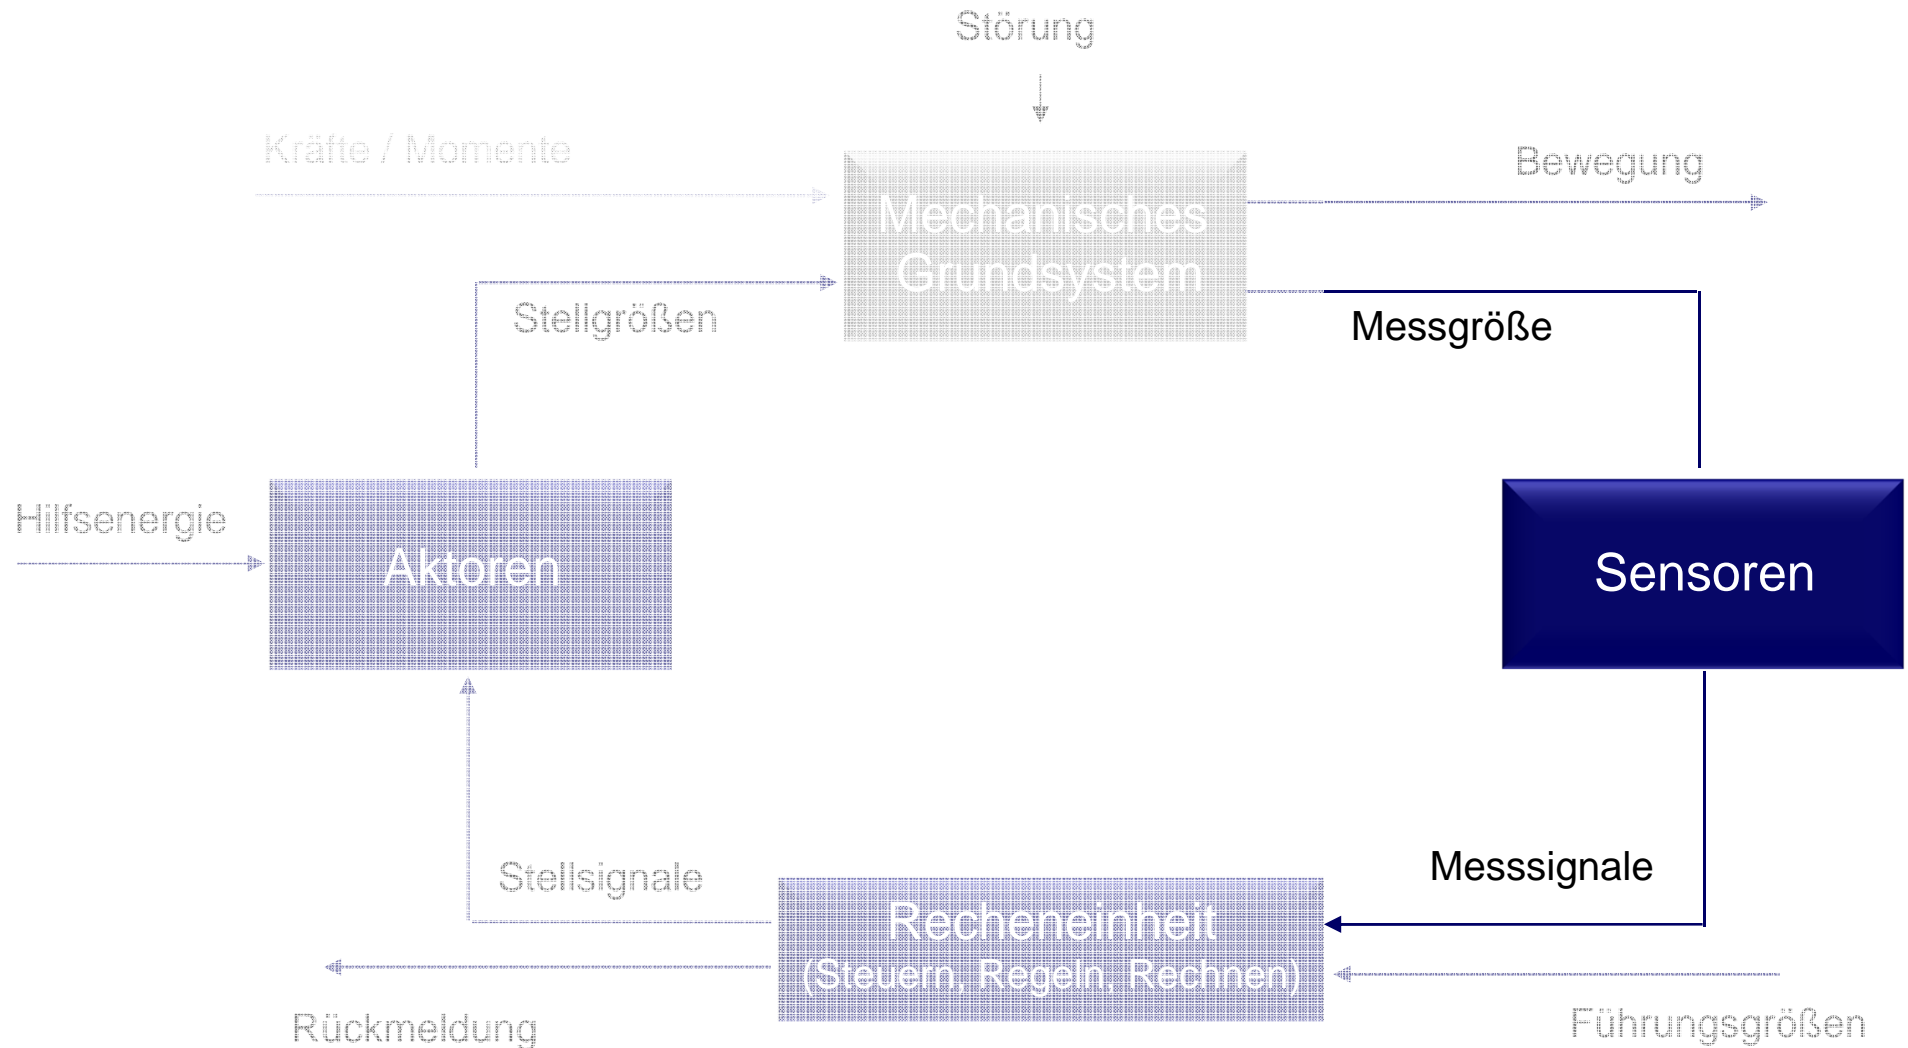 Störung
Kräfte / Momente
Bewegung
Mechanisches
Grundsystem
Stellgrößen
Messgröße
Hilfsenergie
Aktoren
Sensoren
Messsignale
Stellsignale
Recheneinheit
(Steuern, Regeln, Rechnen)
Rückmeldung
Führungsgrößen